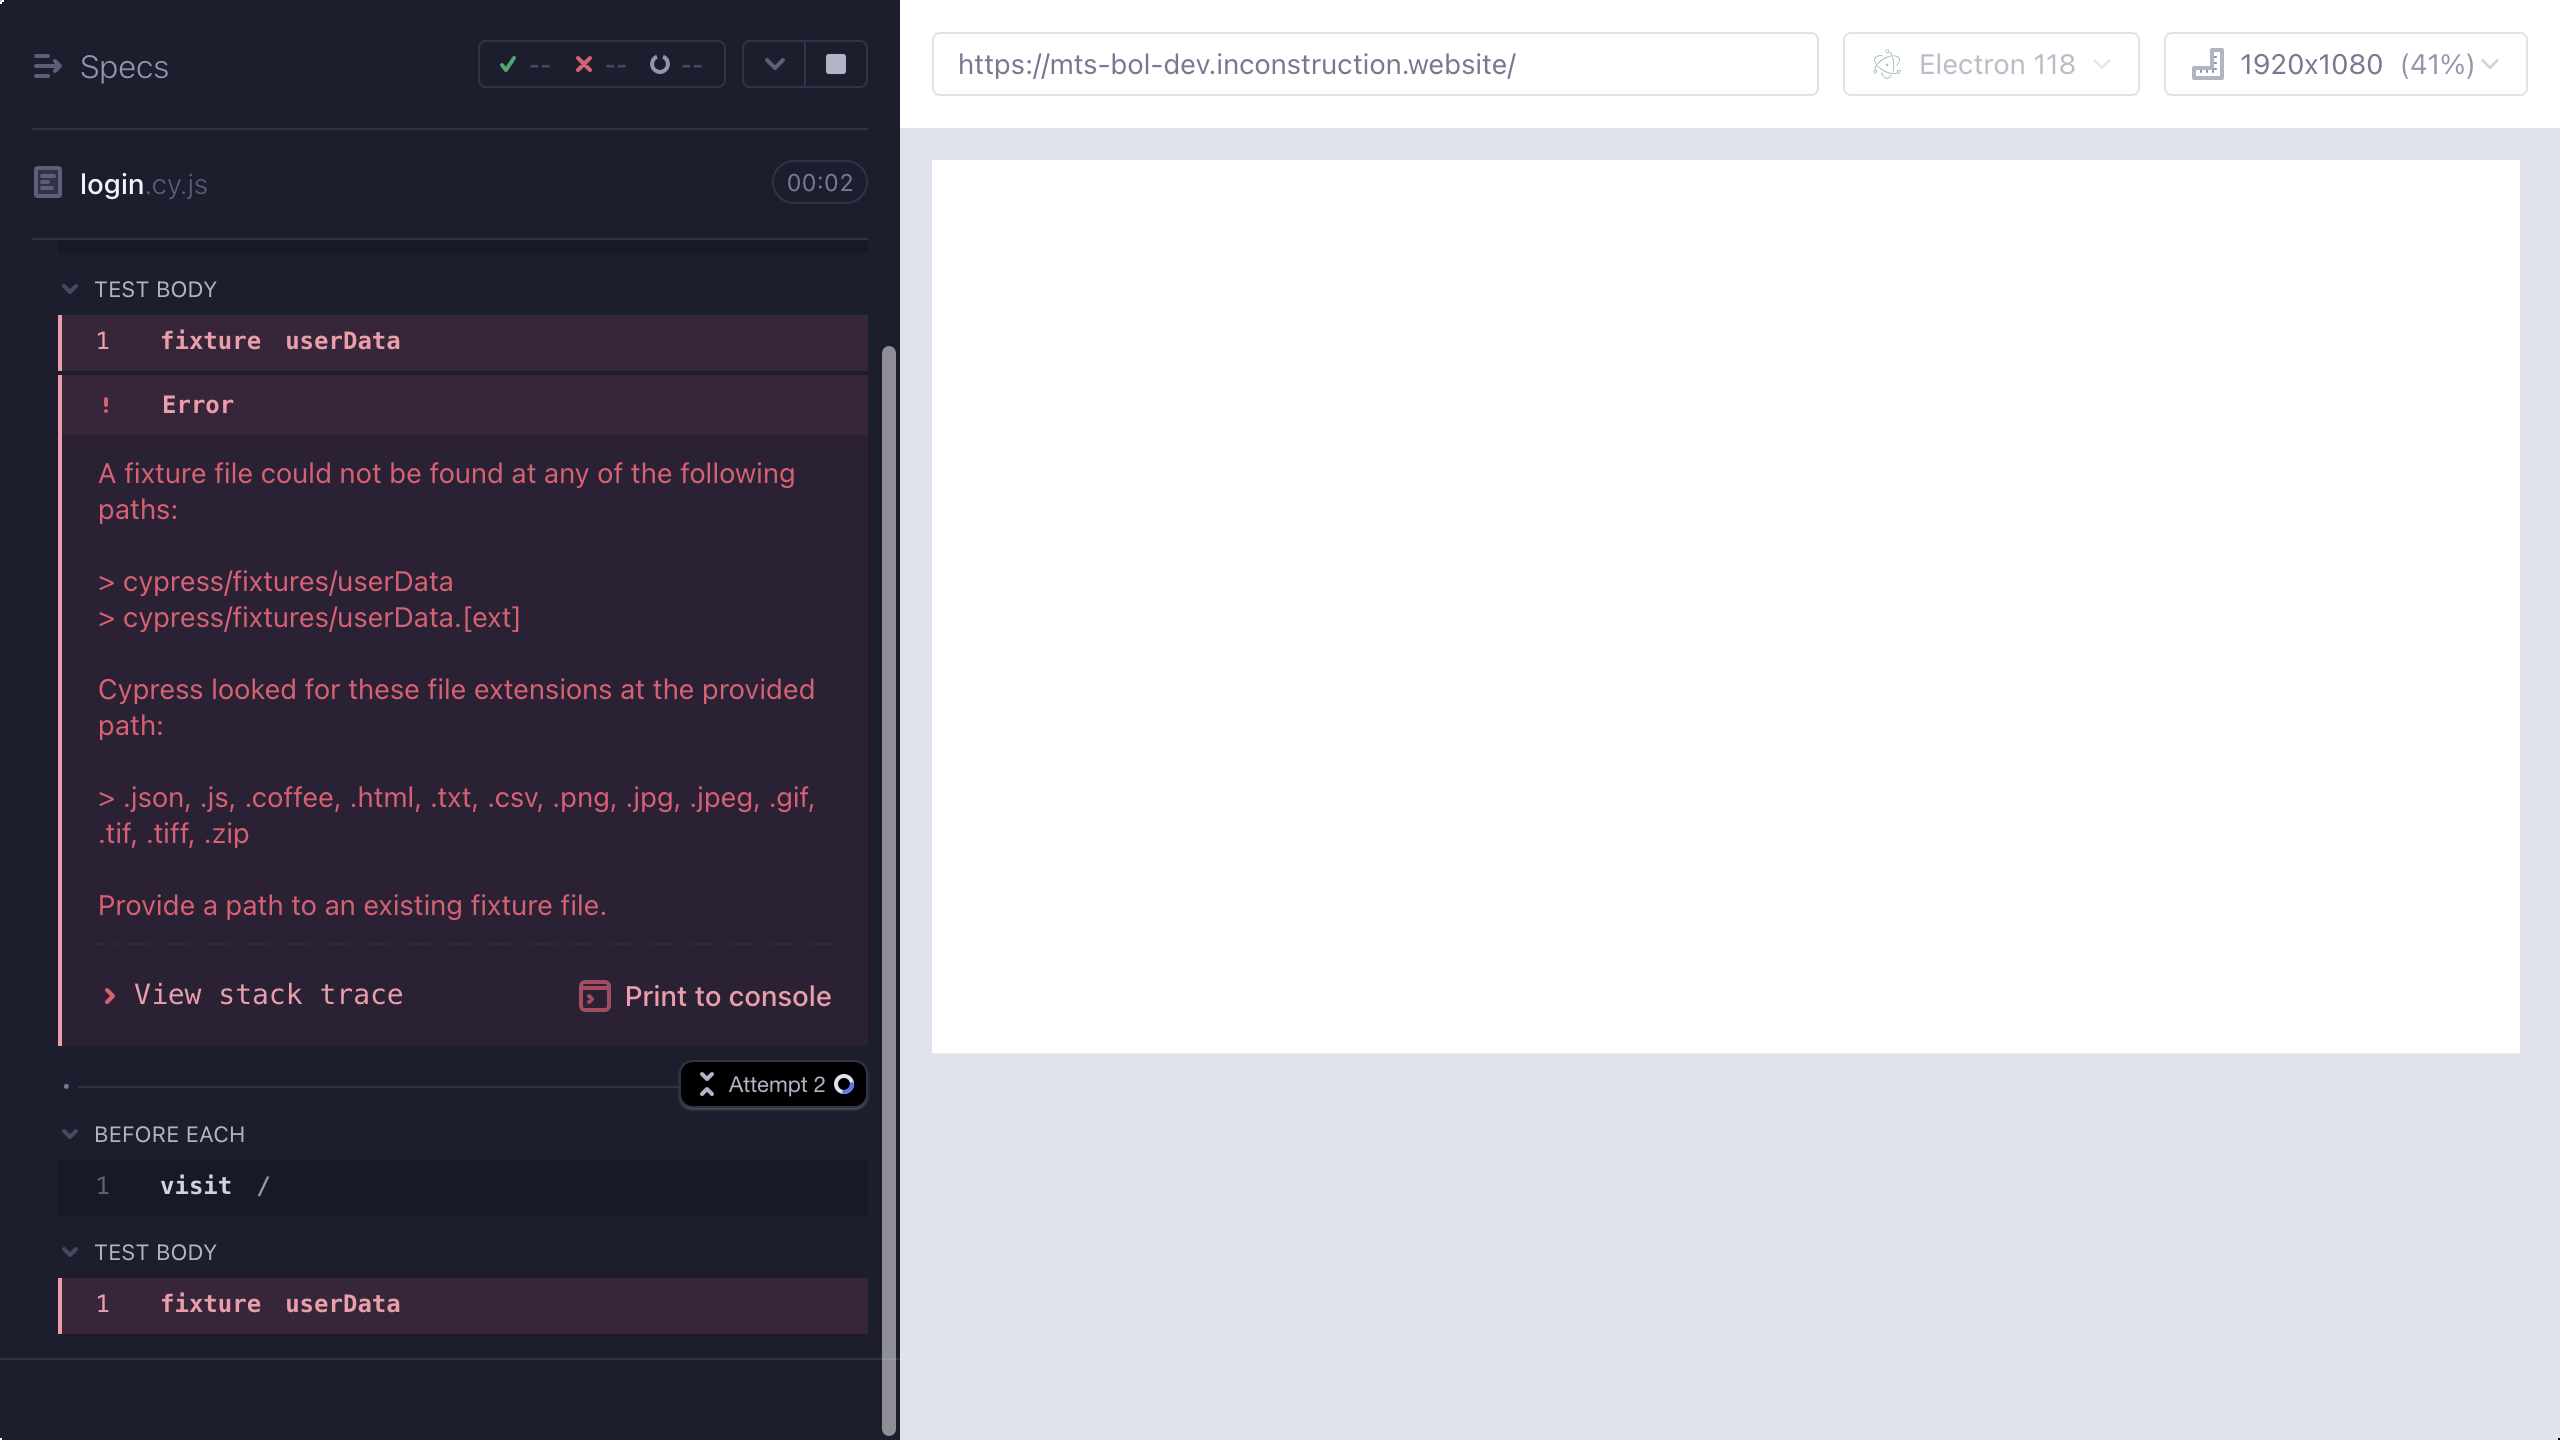 Specs
--
--
--
https://mts-bol-dev.inconstruction.website/
Electron 118
1920x1080 (41%)
login.cy.js
00:02
TEST BODY
1 fixture userData
! Error
A fixture file could not be found at any of the following
paths:
> cypress/fixtures/userData
> cypress/fixtures/userData.[ext]
Cypress looked for these file extensions at the provided
path:
> .json, .js, .coffee, .html, .txt, .csv, .png, .jpg, .jpeg, .gif,
.tif, .tiff, .zip
Provide a path to an existing fixture file.
View stack trace
Print to console
Attempt 2
BEFORE EACH
1 visit /
TEST BODY
1 fixture userData